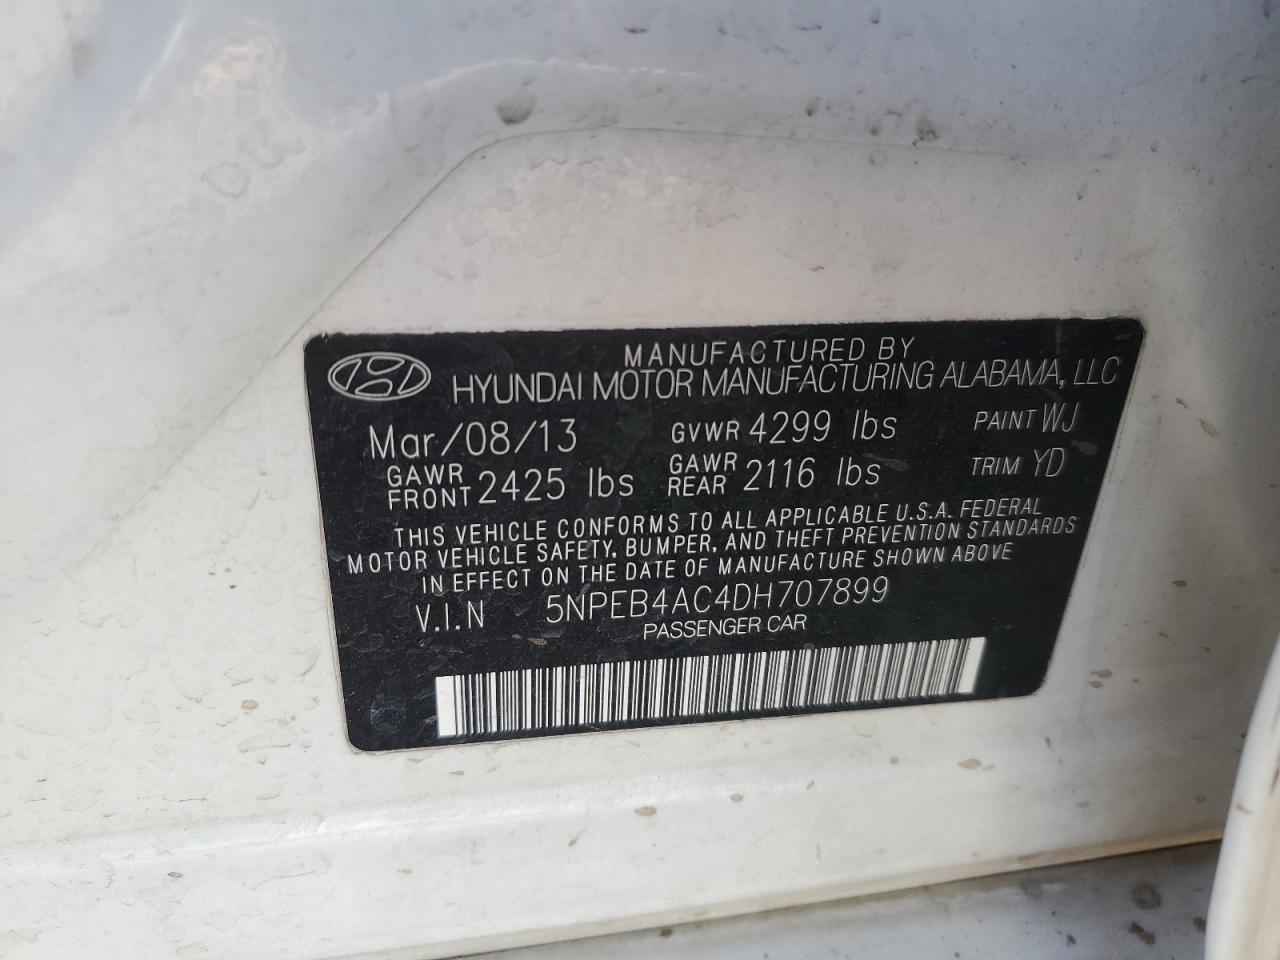 MANUFACTURED BY
HYUNDAI MOTOR MANUFACTURING ALABAMA, LLC
Mar/08/13 GVWR 4299 lbs PAINT WJ
GAWR FRONT 2425 lbs GAWR REAR 2116 lbs TRIM YD
THIS VEHICLE CONFORMS TO ALL APPLICABLE U.S.A. FEDERAL
MOTOR VEHICLE SAFETY, BUMPER, AND THEFT PREVENTION STANDARDS
IN EFFECT ON THE DATE OF MANUFACTURE SHOWN ABOVE
V.I.N 5NPEB4AC4DH707899
PASSENGER CAR